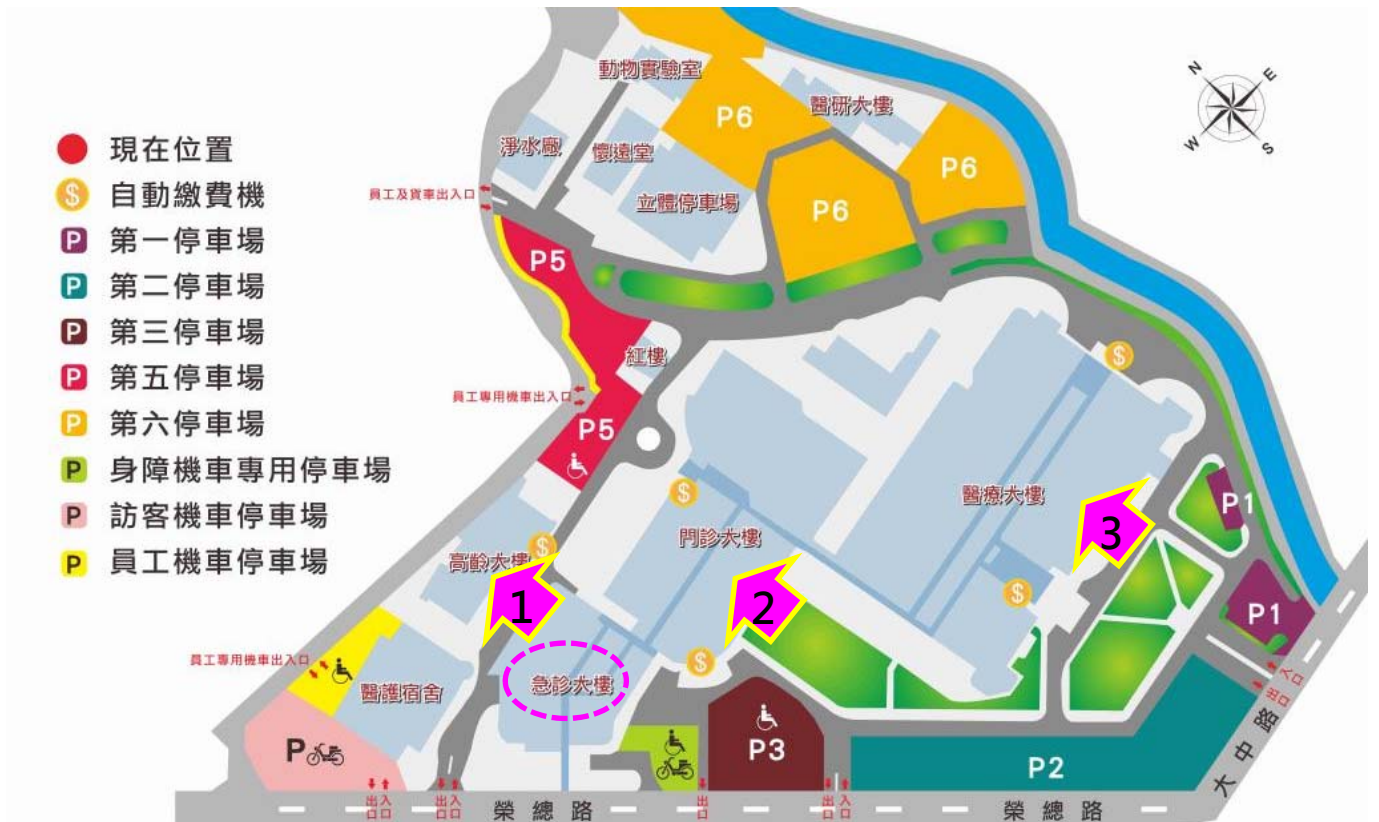 現在位置
自動繳費機
P 第一停車場
P 第二停車場
P 第三停車場
P 第五停車場
P 第六停車場
P 身障機車專用停車場
P 訪客機車停車場
P 員工機車停車場
N
E
W
S
動物實驗室
P6
醫研大樓
淨水廠
懷遠堂
P6
員工及貨車出入口
立體停車場
P6
P5
紅樓
員工專用機車出入口
P5
$
$
醫療大樓
P1
門診大樓
3
$
高齡大樓
1
2
$
P1
員工專用機車出入口
急診大樓
$
醫護宿舍
出口
入口
大中路
P
P3
P2
出口
入口
出口
入口
榮總路
出口
出口
入口
榮總路